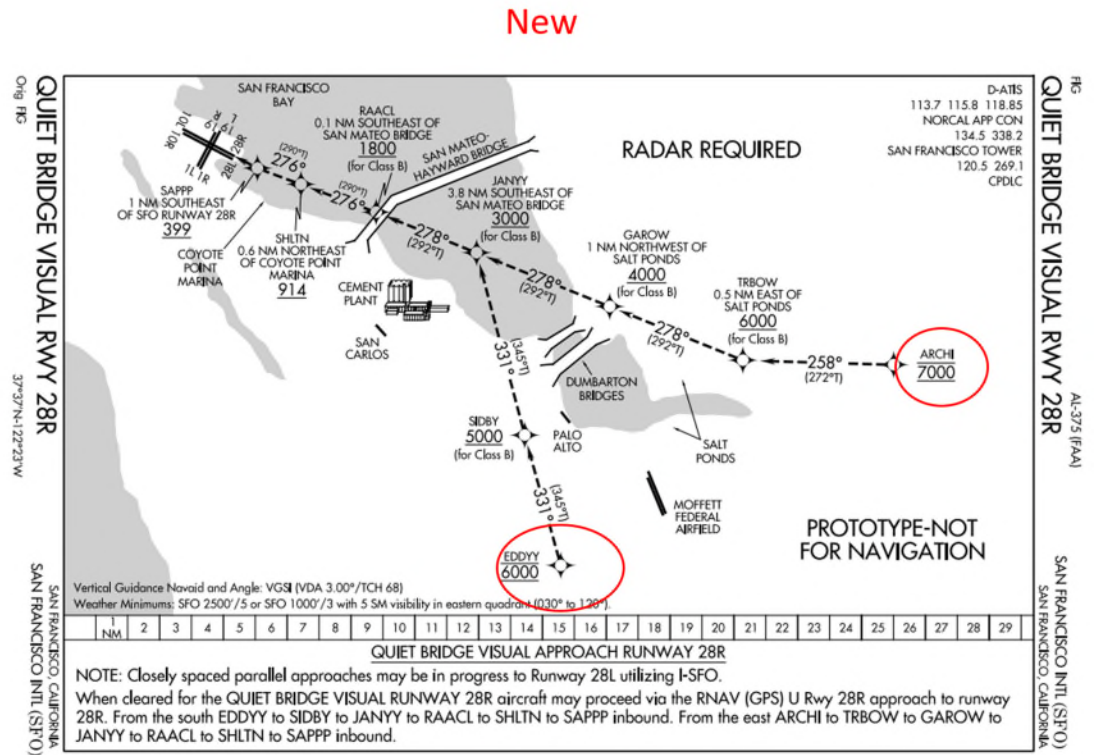 New
QUIET BRIDGE VISUAL RWY 28R
Orig FIG
37°37'N-122°23'W
SAN FRANCISCO, CALIFORNIA
SAN FRANCISCO INTL (SFO)
FIG
QUIET BRIDGE VISUAL RWY 28R
AL-375 (FAA)
SAN FRANCISCO INTL (SFO)
SAN FRANCISCO, CALIFORNIA
D-ATIS
113.7 115.8 118.85
NORCAL APP CON
134.5 338.2
SAN FRANCISCO TOWER
120.5 269.1
CPDLC
RADAR REQUIRED
SAN FRANCISCO
BAY
RAACL
0.1 NM SOUTHEAST OF
SAN MATEO BRIDGE
1800
(for Class B)
SAN MATEO-
HAYWARD BRIDGE
JANYY
3.8 NM SOUTHEAST OF
SAN MATEO BRIDGE
3000
(for Class B)
GAROW
1 NM NORTHWEST OF
SALT PONDS
4000
(for Class B)
TRBOW
0.5 NM EAST OF
SALT PONDS
6000
(for Class B)
ARCHI
7000
10L 10R
19L
19R
1L1R
28L 28R
(290°T)
276°
(290°T)
276°
278°
(292°T)
278°
(292°T)
278°
(292°T)
258°
(272°T)
SAPPP
1 NM SOUTHEAST
OF SFO RUNWAY 28R
399
COYOTE
POINT
MARINA
SHLTN
0.6 NM NORTHEAST
OF COYOTE POINT
MARINA
914
CEMENT
PLANT
SAN
CARLOS
331°
(345°T)
DUMBARTON
BRIDGES
SIDBY
5000
(for Class B)
PALO
ALTO
SALT
PONDS
331°
(345°T)
MOFFETT
FEDERAL
AIRFIELD
EDDYY
6000
PROTOTYPE-NOT
FOR NAVIGATION
Vertical Guidance Navaid and Angle: VGSI (VDA 3.00°/TCH 68)
Weather Minimums: SFO 2500'/5 or SFO 1000'/3 with 5 SM visibility in eastern quadrant (030° to 120°).
1 NM 2 3 4 5 6 7 8 9 10 11 12 13 14 15 16 17 18 19 20 21 22 23 24 25 26 27 28 29
QUIET BRIDGE VISUAL APPROACH RUNWAY 28R
NOTE: Closely spaced parallel approaches may be in progress to Runway 28L utilizing I-SFO.
When cleared for the QUIET BRIDGE VISUAL RUNWAY 28R aircraft may proceed via the RNAV (GPS) U Rwy 28R approach to runway
28R. From the south EDDYY to SIDBY to JANYY to RAACL to SHLTN to SAPPP inbound. From the east ARCHI to TRBOW to GAROW to
JANYY to RAACL to SHLTN to SAPPP inbound.